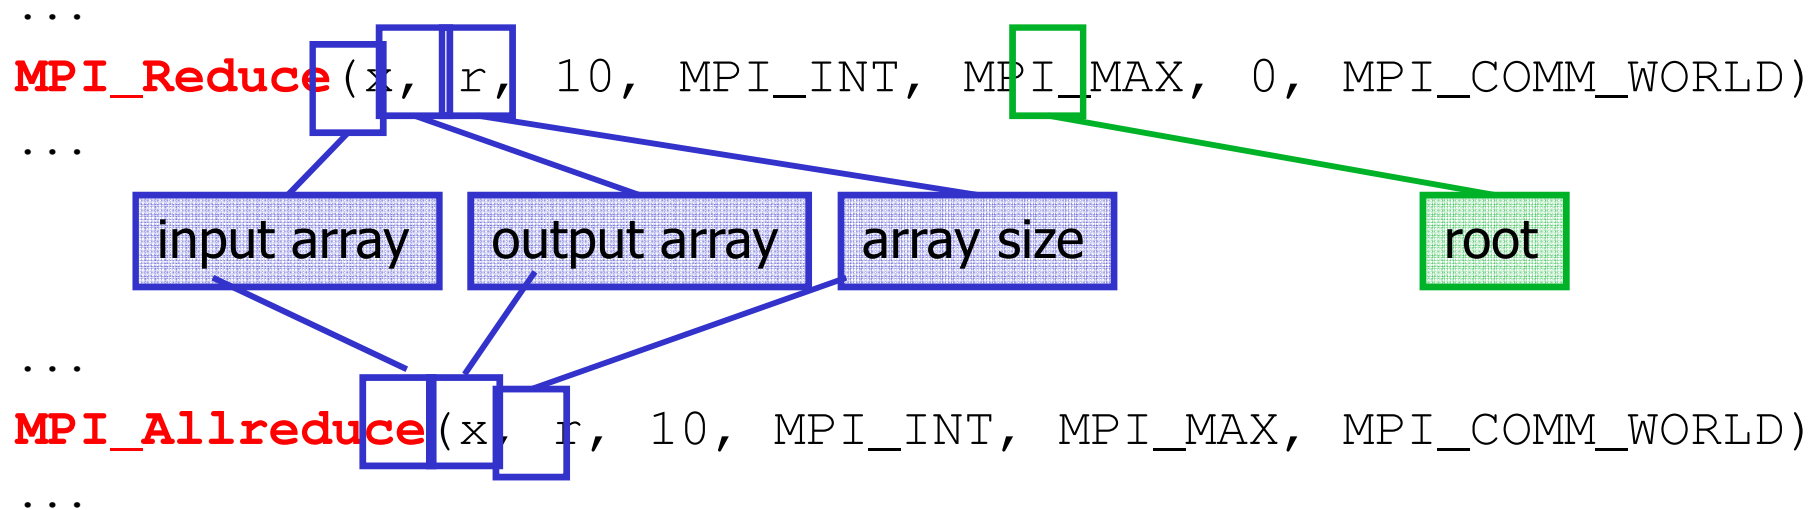 ...
MPI_Reduce(x, r, 10, MPI_INT, MPI_MAX, 0, MPI_COMM_WORLD)
...
input array output array array size root
...
MPI_Allreduce(x, r, 10, MPI_INT, MPI_MAX, MPI_COMM_WORLD)
...